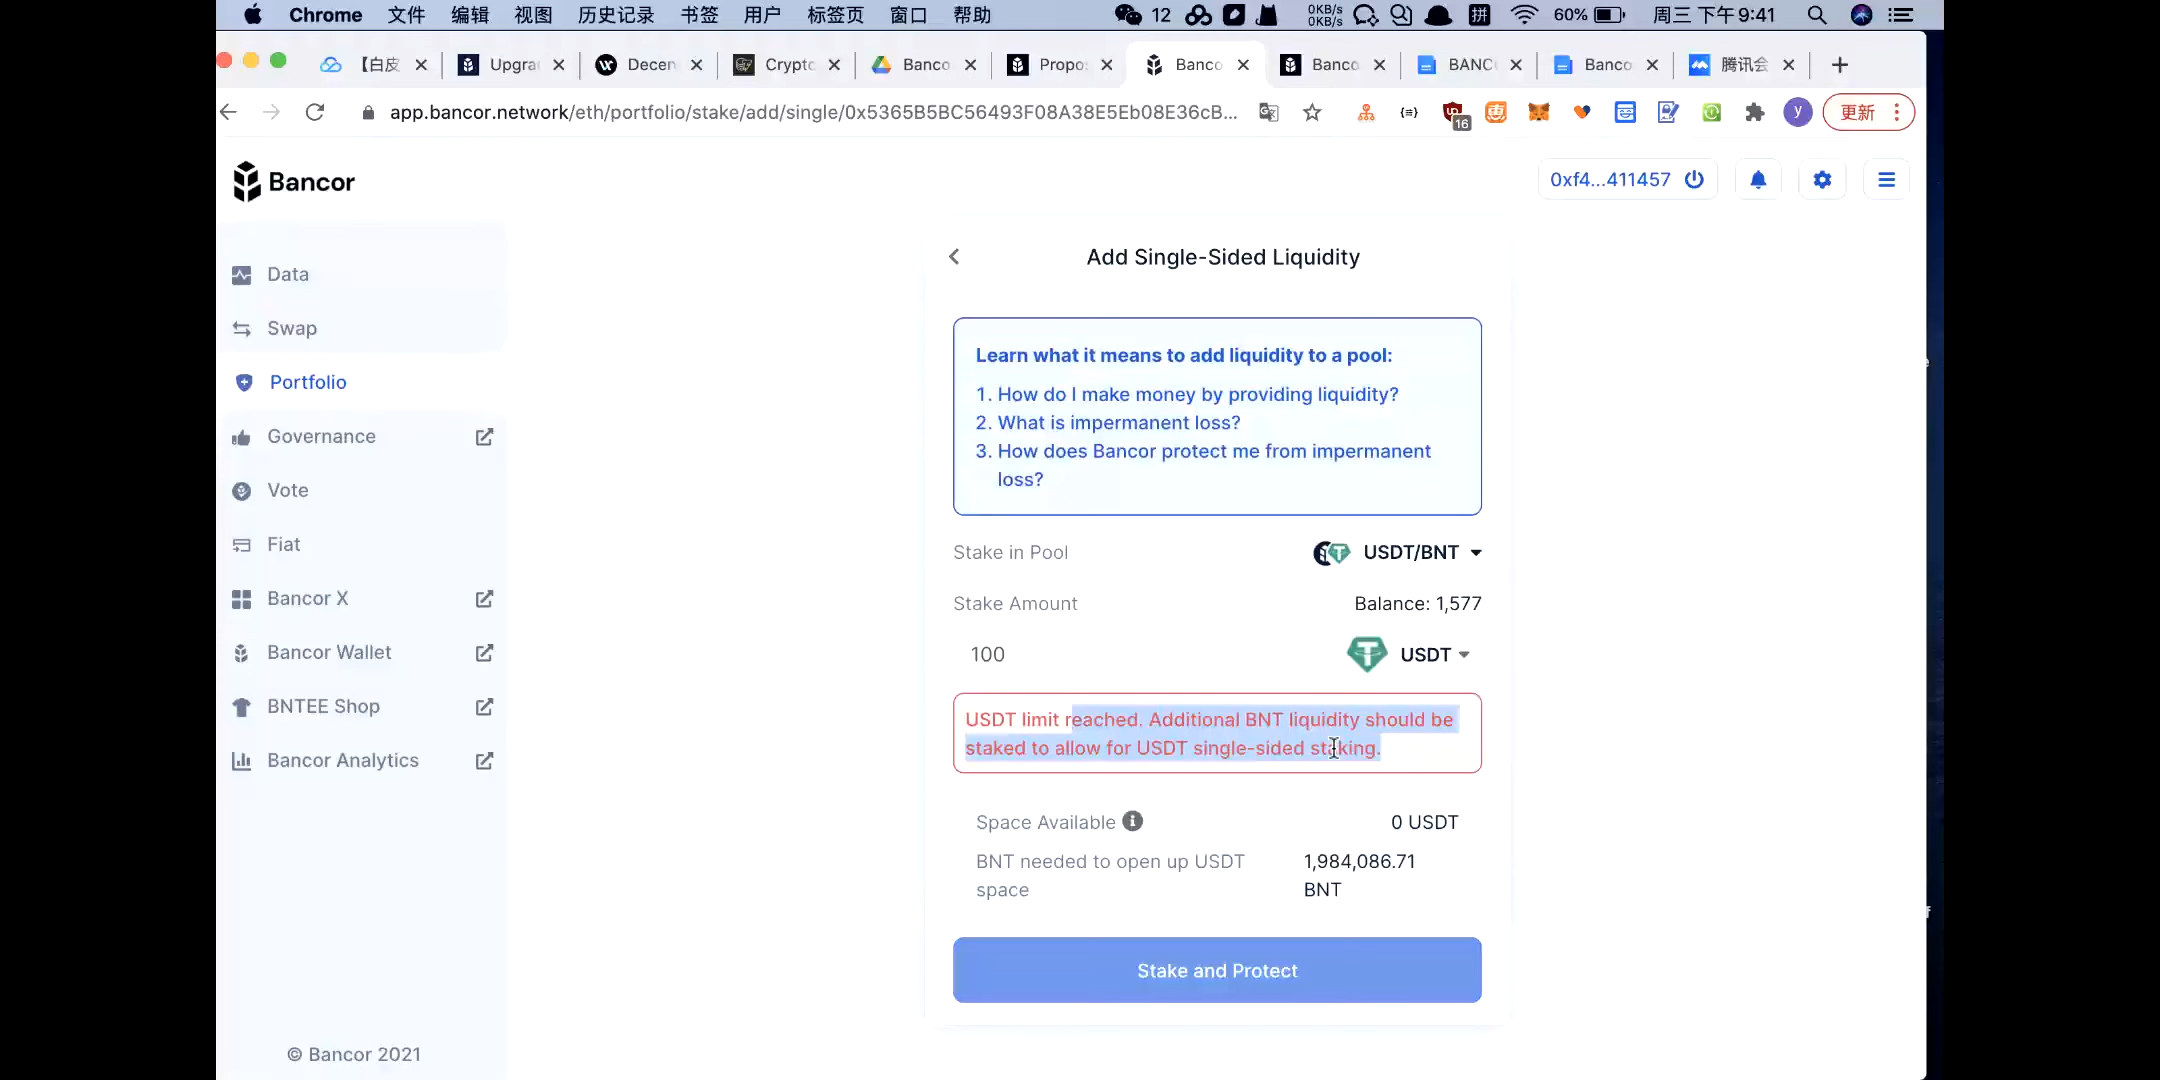 Chrome 文件 编辑 视图 历史记录 书签 用户 标签页 窗口 帮助 12 0KB/s 0KB/s 拼 60% 周三 下午9:41
【白皮 Upgra Decen Crypto Banco Propo Banco Banco BANC Banco 腾讯会
app.bancor.network/eth/portfolio/stake/add/single/0x5365B5BC56493F08A38E5Eb08E36cB... 16 y 更新
Bancor
0xf4...411457
Data
Swap
Portfolio
Governance
Vote
Fiat
Bancor X
Bancor Wallet
BNTEE Shop
Bancor Analytics
© Bancor 2021
Add Single-Sided Liquidity
Learn what it means to add liquidity to a pool:
1. How do I make money by providing liquidity?
2. What is impermanent loss?
3. How does Bancor protect me from impermanent
loss?
Stake in Pool USDT/BNT
Stake Amount Balance: 1,577
100 USDT
USDT limit reached. Additional BNT liquidity should be
staked to allow for USDT single-sided staking.
Space Available 0 USDT
BNT needed to open up USDT 1,984,086.71
space BNT
Stake and Protect